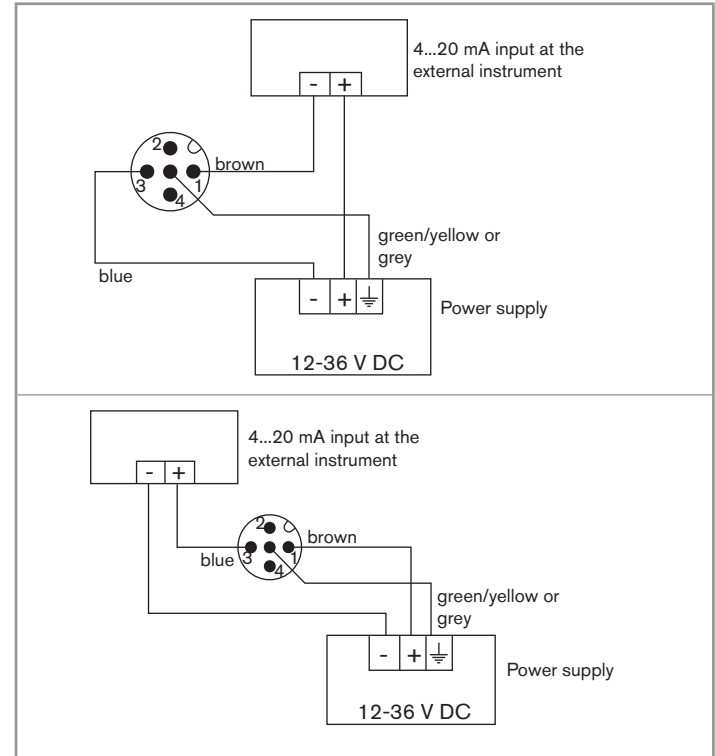 4...20 mA input at the
external instrument
- +
2
brown
3
1
4
green/yellow or
grey
blue
- +
Power supply
12-36 V DC
4...20 mA input at the
external instrument
- +
2
brown
blue
3
1
4
green/yellow or
grey
- +
Power supply
12-36 V DC